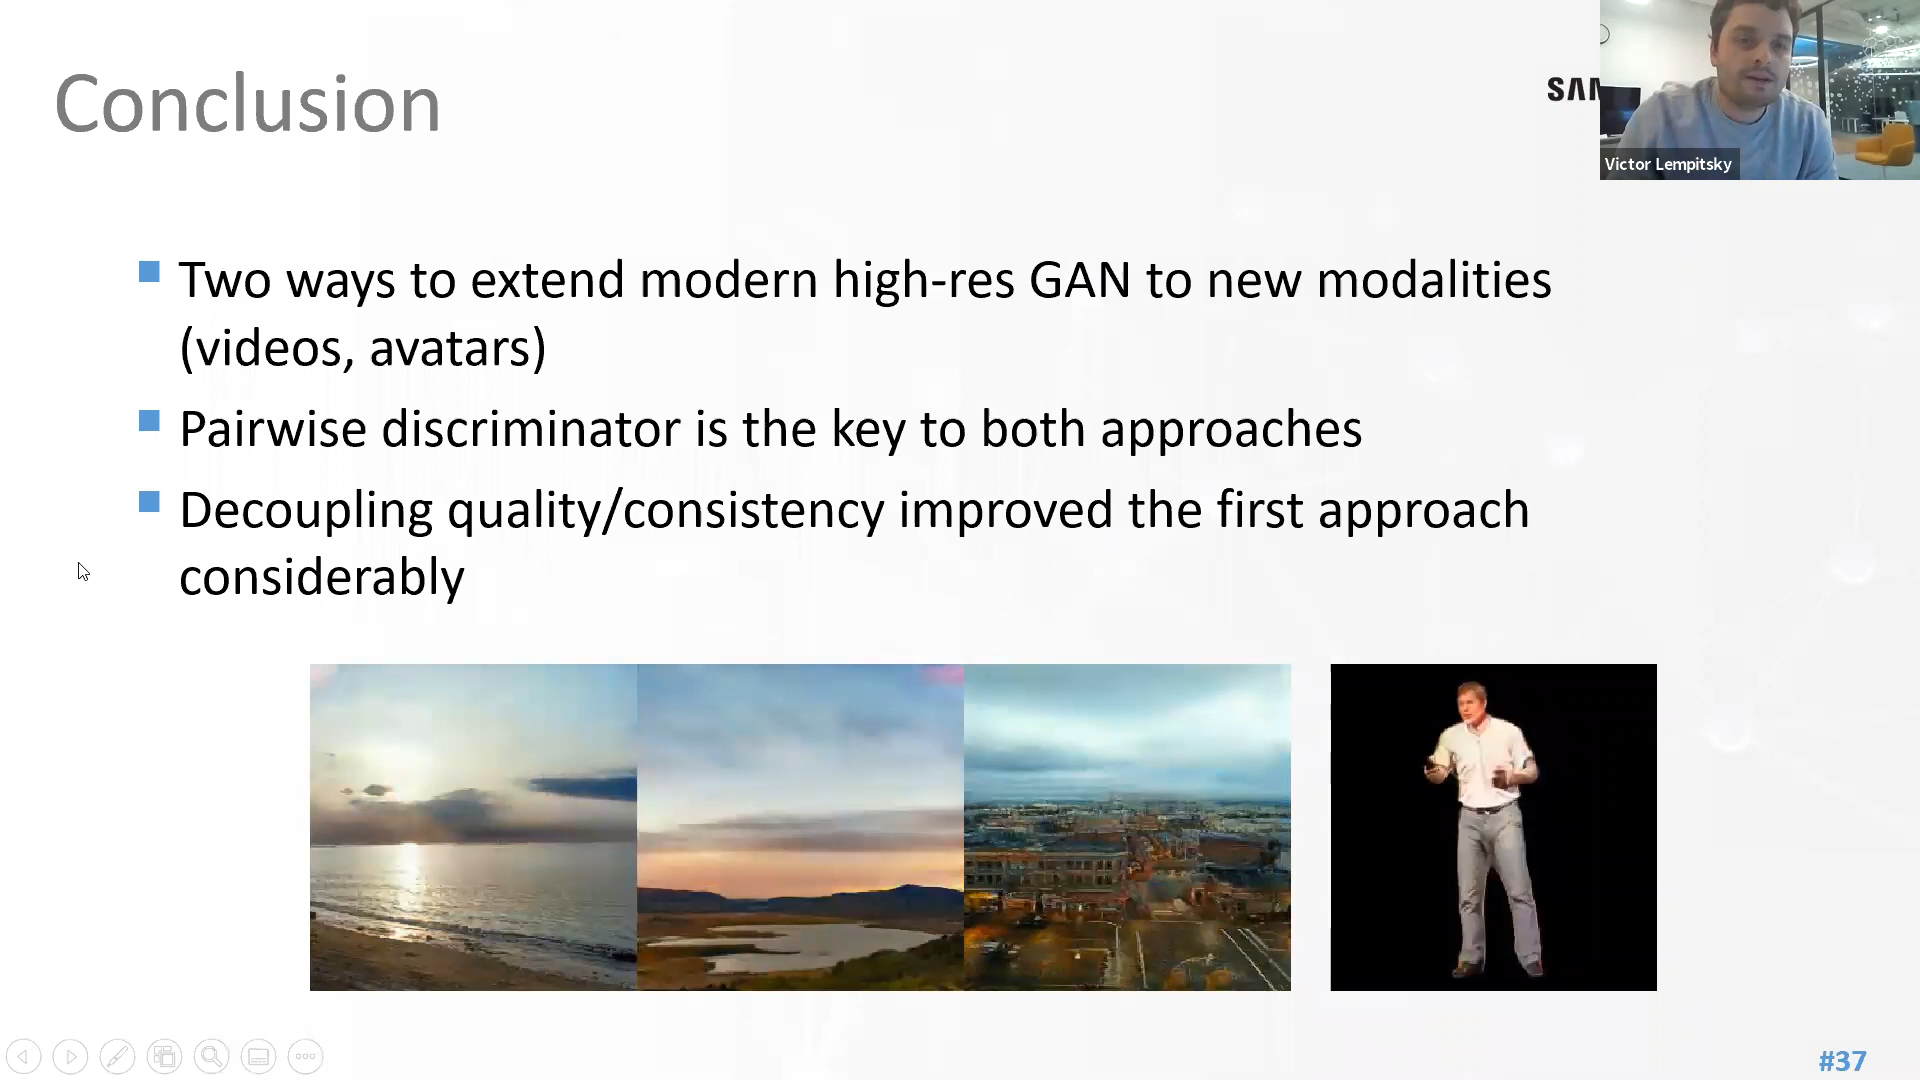 Conclusion
SAM
Victor Lempitsky
Two ways to extend modern high-res GAN to new modalities
(videos, avatars)
Pairwise discriminator is the key to both approaches
Decoupling quality/consistency improved the first approach
considerably
#37